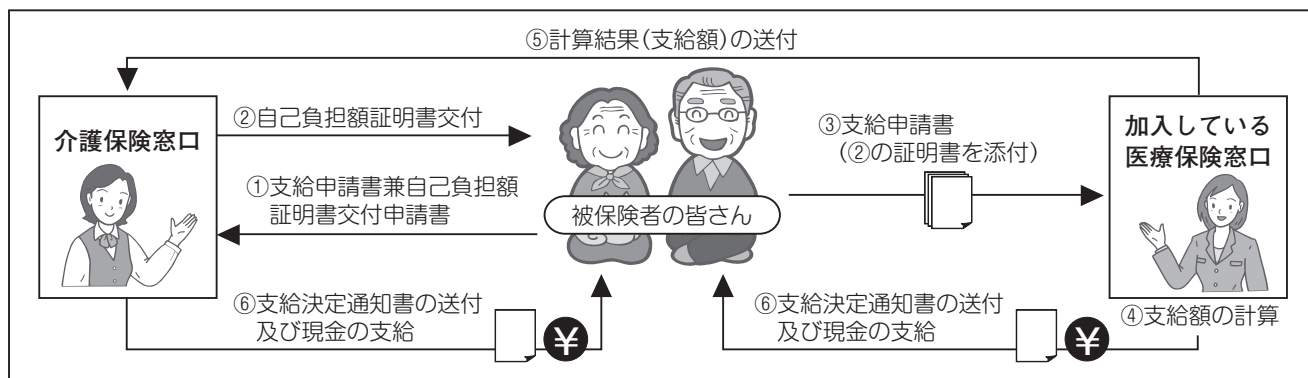 ⑤計算結果（支給額）の送付
介護保険窓口
②自己負担額証明書交付
①支給申請書兼自己負担額
証明書交付申請書
被保険者の皆さん
③支給申請書
（②の証明書を添付）
加入している
医療保険窓口
④支給額の計算
⑥支給決定通知書の送付
及び現金の支給
¥
⑥支給決定通知書の送付
及び現金の支給
¥